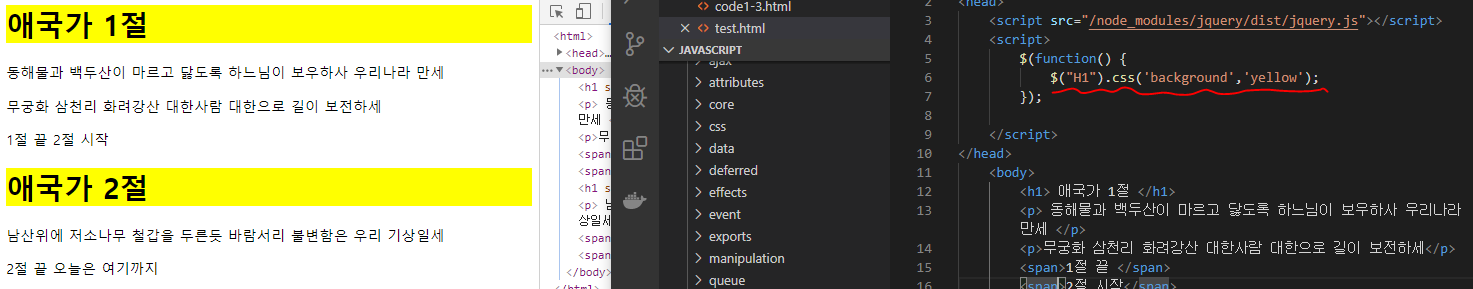 애국가 1절
동해물과 백두산이 마르고 닳도록 하느님이 보우하사 우리나라 만세
무궁화 삼천리 화려강산 대한사람 대한으로 길이 보전하세
1절 끝 2절 시작
애국가 2절
남산위에 저소나무 철갑을 두른듯 바람서리 불변함은 우리 기상일세
2절 끝 오늘은 여기까지
<html>
▶<head>…
⋯▼<body>
<h1 s
<p> 동
만세 <
<p>무
<span
<span
<h1 s
<p> 남
상일세
<span
<span
</body>
</html>
code1-3.html
test.html
JAVASCRIPT
ajax
attributes
core
css
data
deferred
effects
event
exports
manipulation
queue
2 <head>
3 <script src="/node_modules/jquery/dist/jquery.js"></script>
4 <script>
5 $(function() {
6 $("H1").css('background','yellow');
7 });
8
9 </script>
10 </head>
11 <body>
12 <h1> 애국가 1절 </h1>
13 <p> 동해물과 백두산이 마르고 닳도록 하느님이 보우하사 우리나라
만세 </p>
14 <p>무궁화 삼천리 화려강산 대한사람 대한으로 길이 보전하세</p>
15 <span>1절 끝 </span>
16 <span>2절 시작</span>